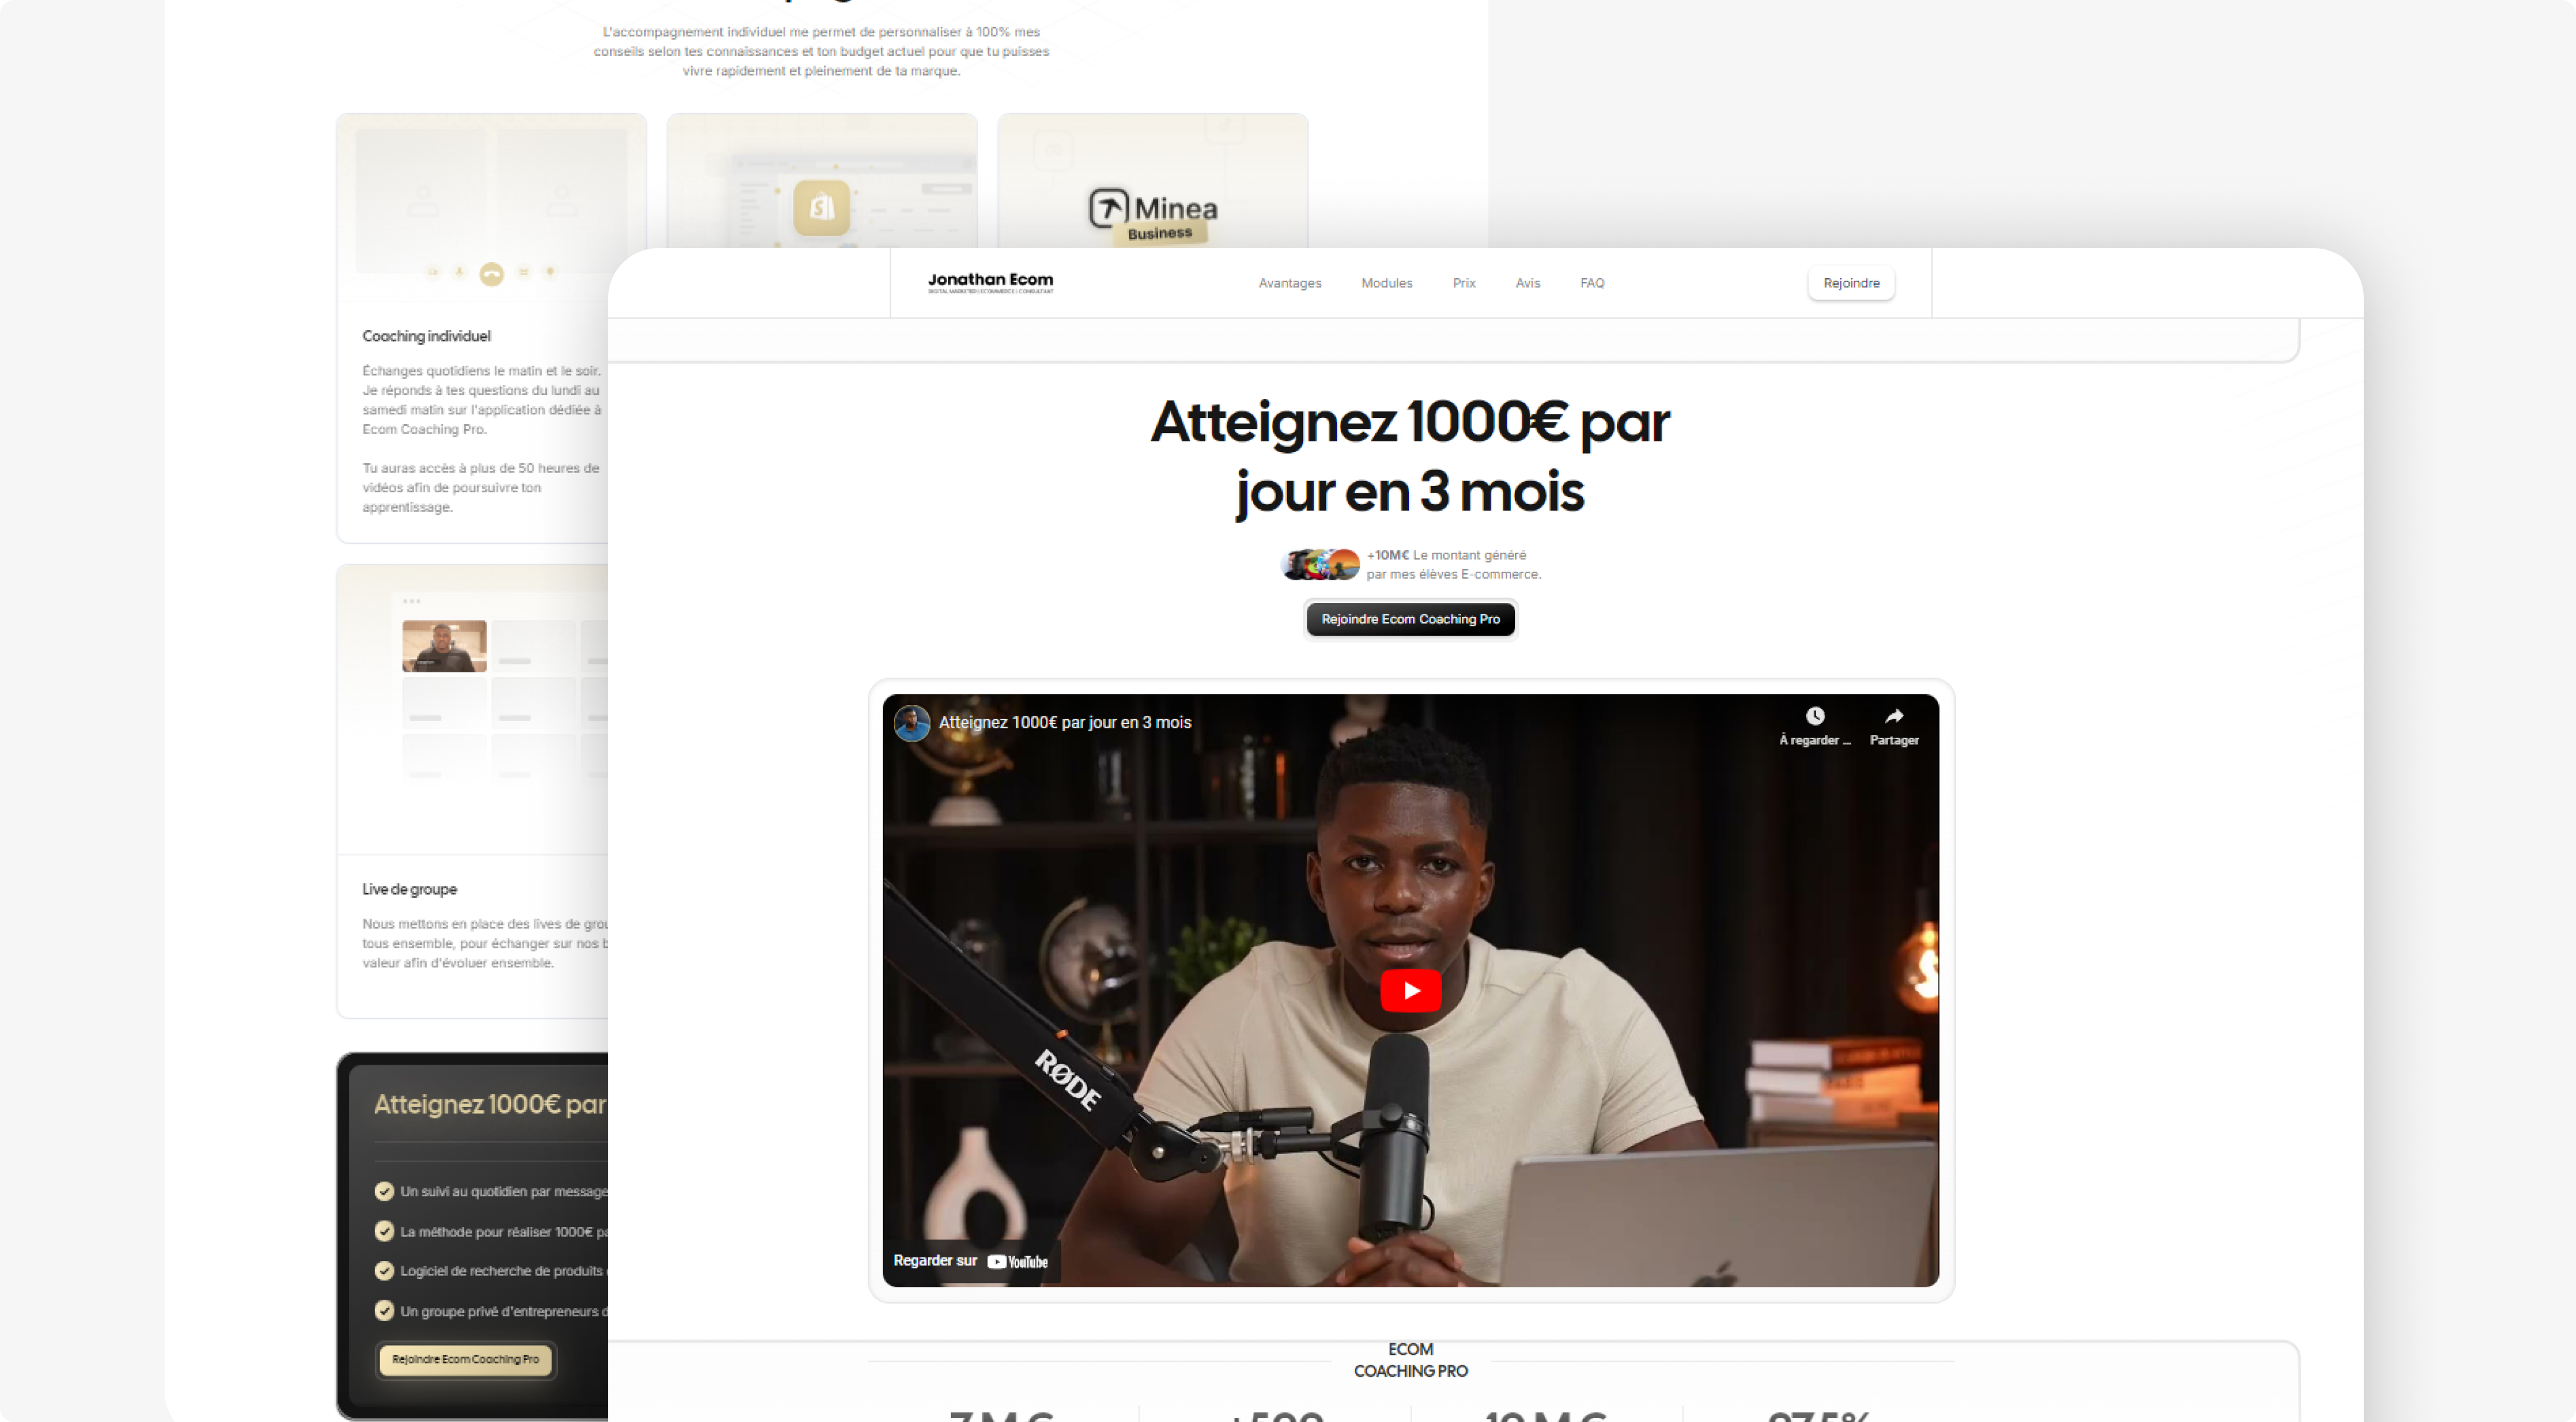 L'accompagnement individuel me permet de personnaliser à 100% mes
conseils selon tes connaissances et ton budget actuel pour que tu puisses
vivre rapidement et pleinement de ta marque.
Minea
Business
Coaching individuel
Échanges quotidiens le matin et le soir.
Je réponds à tes questions du lundi au
samedi matin sur l'application dédiée à
Ecom Coaching Pro.
Tu auras accès à plus de 50 heures de
vidéos afin de poursuivre ton
apprentissage.
Live de groupe
Nous mettons en place des lives de grou
tous ensemble, pour échanger sur nos b
valeur afin d'évoluer ensemble.
Atteignez 1000€ par
Un suivi au quotidien par message
La méthode pour réaliser 1000€ pa
Logiciel de recherche de produits
Un groupe privé d'entrepreneurs d
Rejoindre Ecom Coaching Pro
Jonathan Ecom
DIGITAL MARKETER | ECOMMERCE | CONSULTANT
Avantages Modules Prix Avis FAQ
Rejoindre
Atteignez 1000€ par
jour en 3 mois
+10M€ Le montant généré
par mes élèves E-commerce.
Rejoindre Ecom Coaching Pro
Atteignez 1000€ par jour en 3 mois
À regarder ...
Partager
RØDE
Regarder sur YouTube
ECOM
COACHING PRO